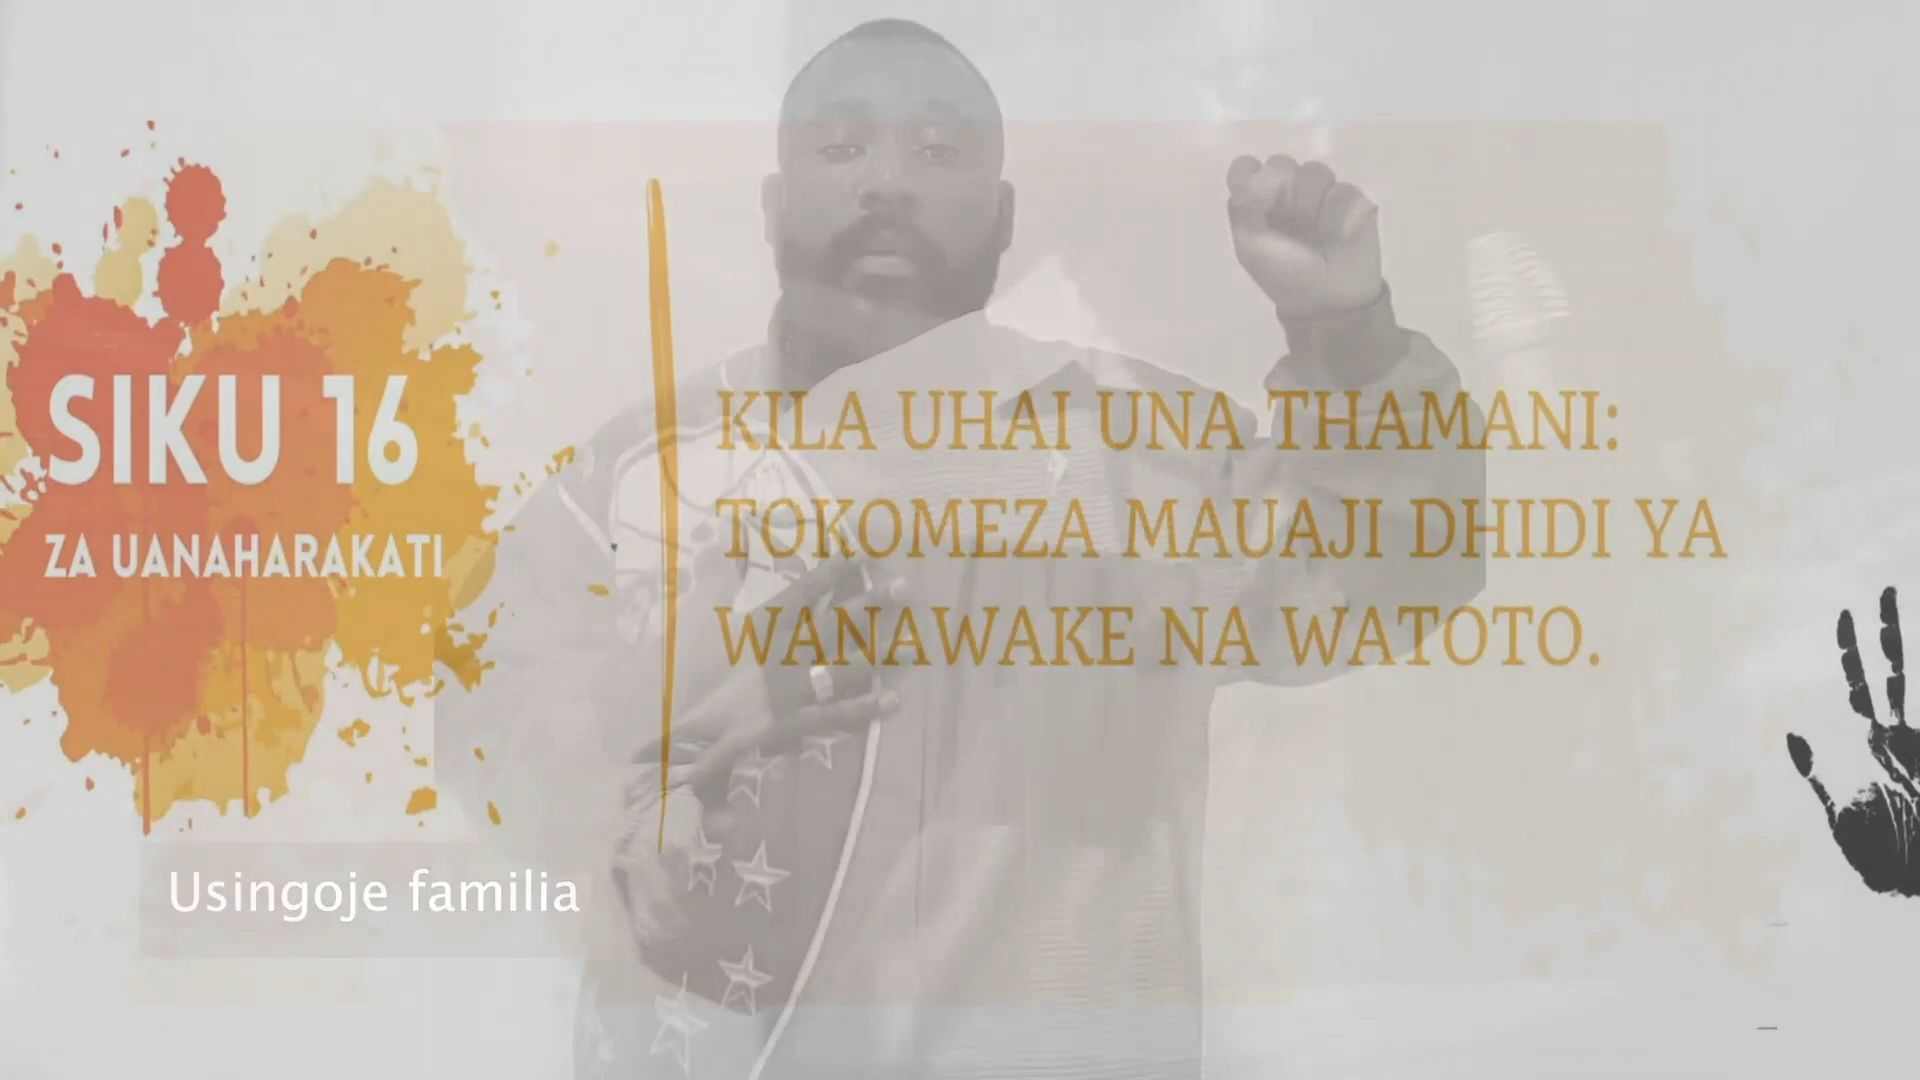 SIKU 16
ZA UANAHARAKATI
KILA UHAI UNA THAMANI:
TOKOMEZA MAUAJI DHIDI YA
WANAWAKE NA WATOTO.
Usingoje familia